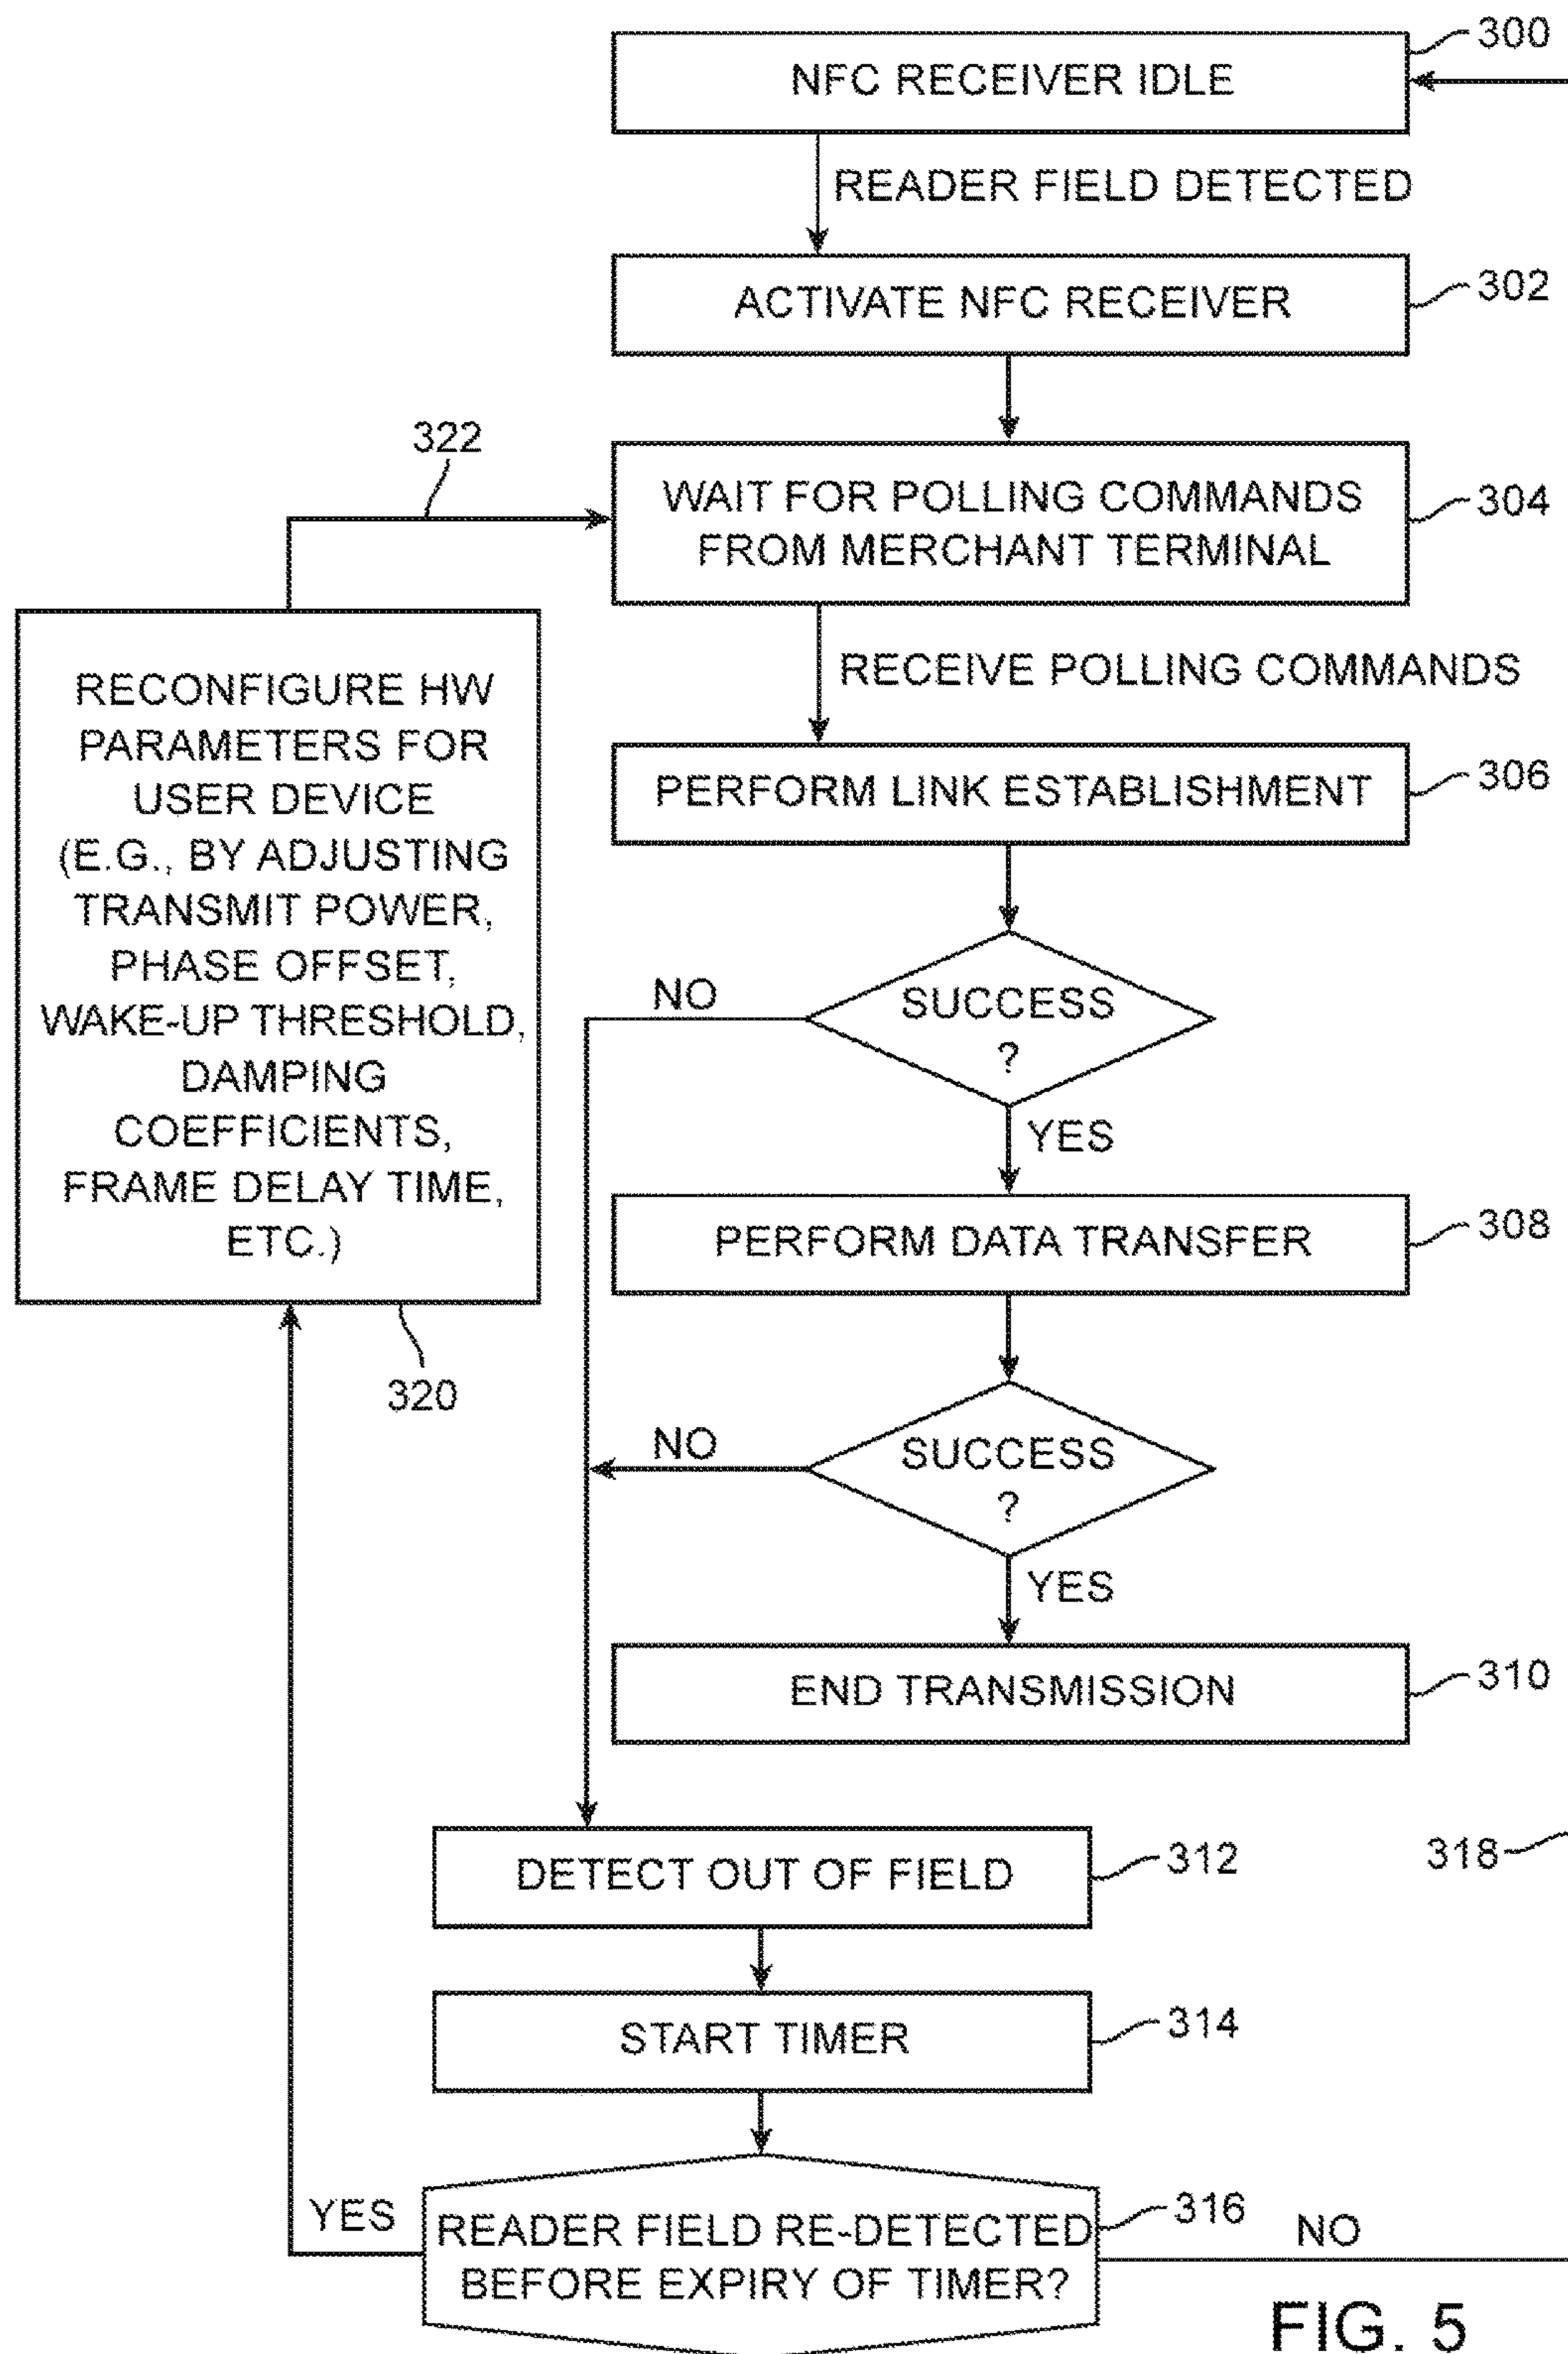 300
NFC RECEIVER IDLE
READER FIELD DETECTED
302
ACTIVATE NFC RECEIVER
322
304
WAIT FOR POLLING COMMANDS
FROM MERCHANT TERMINAL
RECEIVE POLLING COMMANDS
RECONFIGURE HW
PARAMETERS FOR
USER DEVICE
(E.G., BY ADJUSTING
TRANSMIT POWER,
PHASE OFFSET,
WAKE-UP THRESHOLD,
DAMPING
COEFFICIENTS,
FRAME DELAY TIME,
ETC.)
320
306
PERFORM LINK ESTABLISHMENT
NO
SUCCESS
?
YES
308
PERFORM DATA TRANSFER
NO
SUCCESS
?
YES
310
END TRANSMISSION
312
DETECT OUT OF FIELD
318
314
START TIMER
316
YES
READER FIELD RE-DETECTED
BEFORE EXPIRY OF TIMER?
NO
FIG. 5